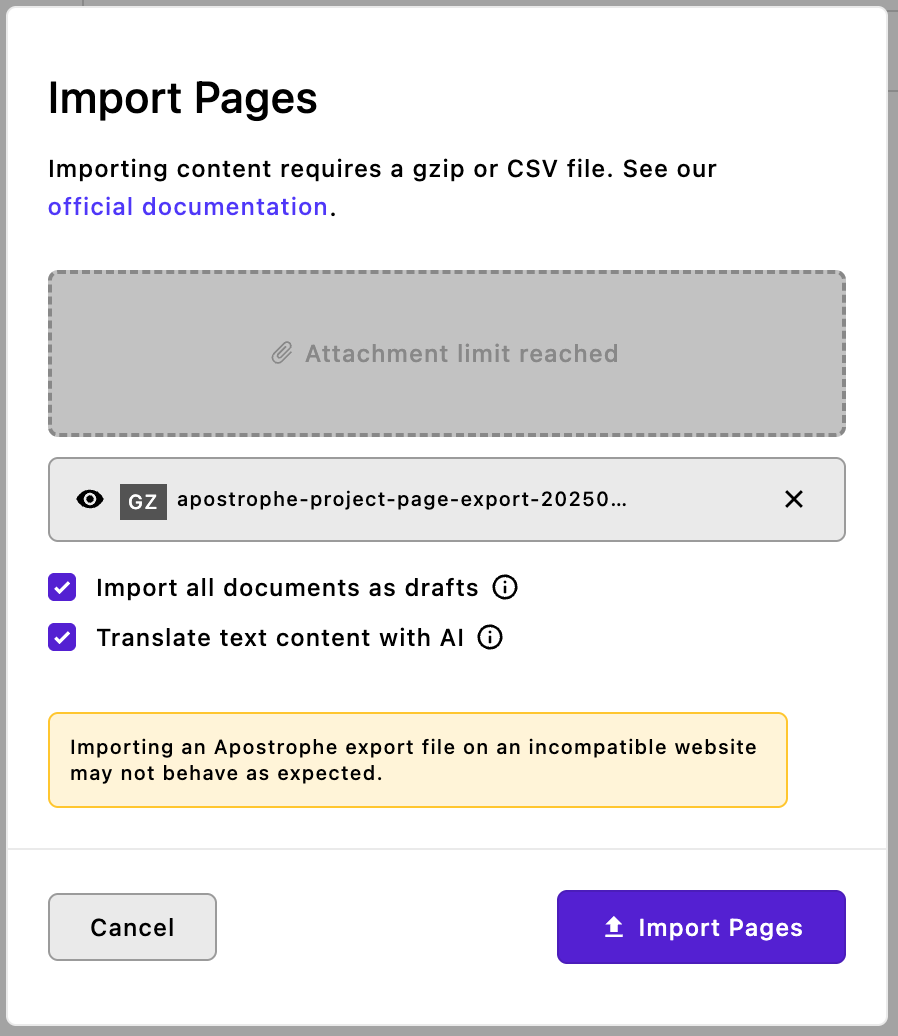 Import Pages
Importing content requires a gzip or CSV file. See our
official documentation.
Attachment limit reached
GZ apostrophe-project-page-export-20250...
Import all documents as drafts
Translate text content with AI
Importing an Apostrophe export file on an incompatible website
may not behave as expected.
Cancel
Import Pages